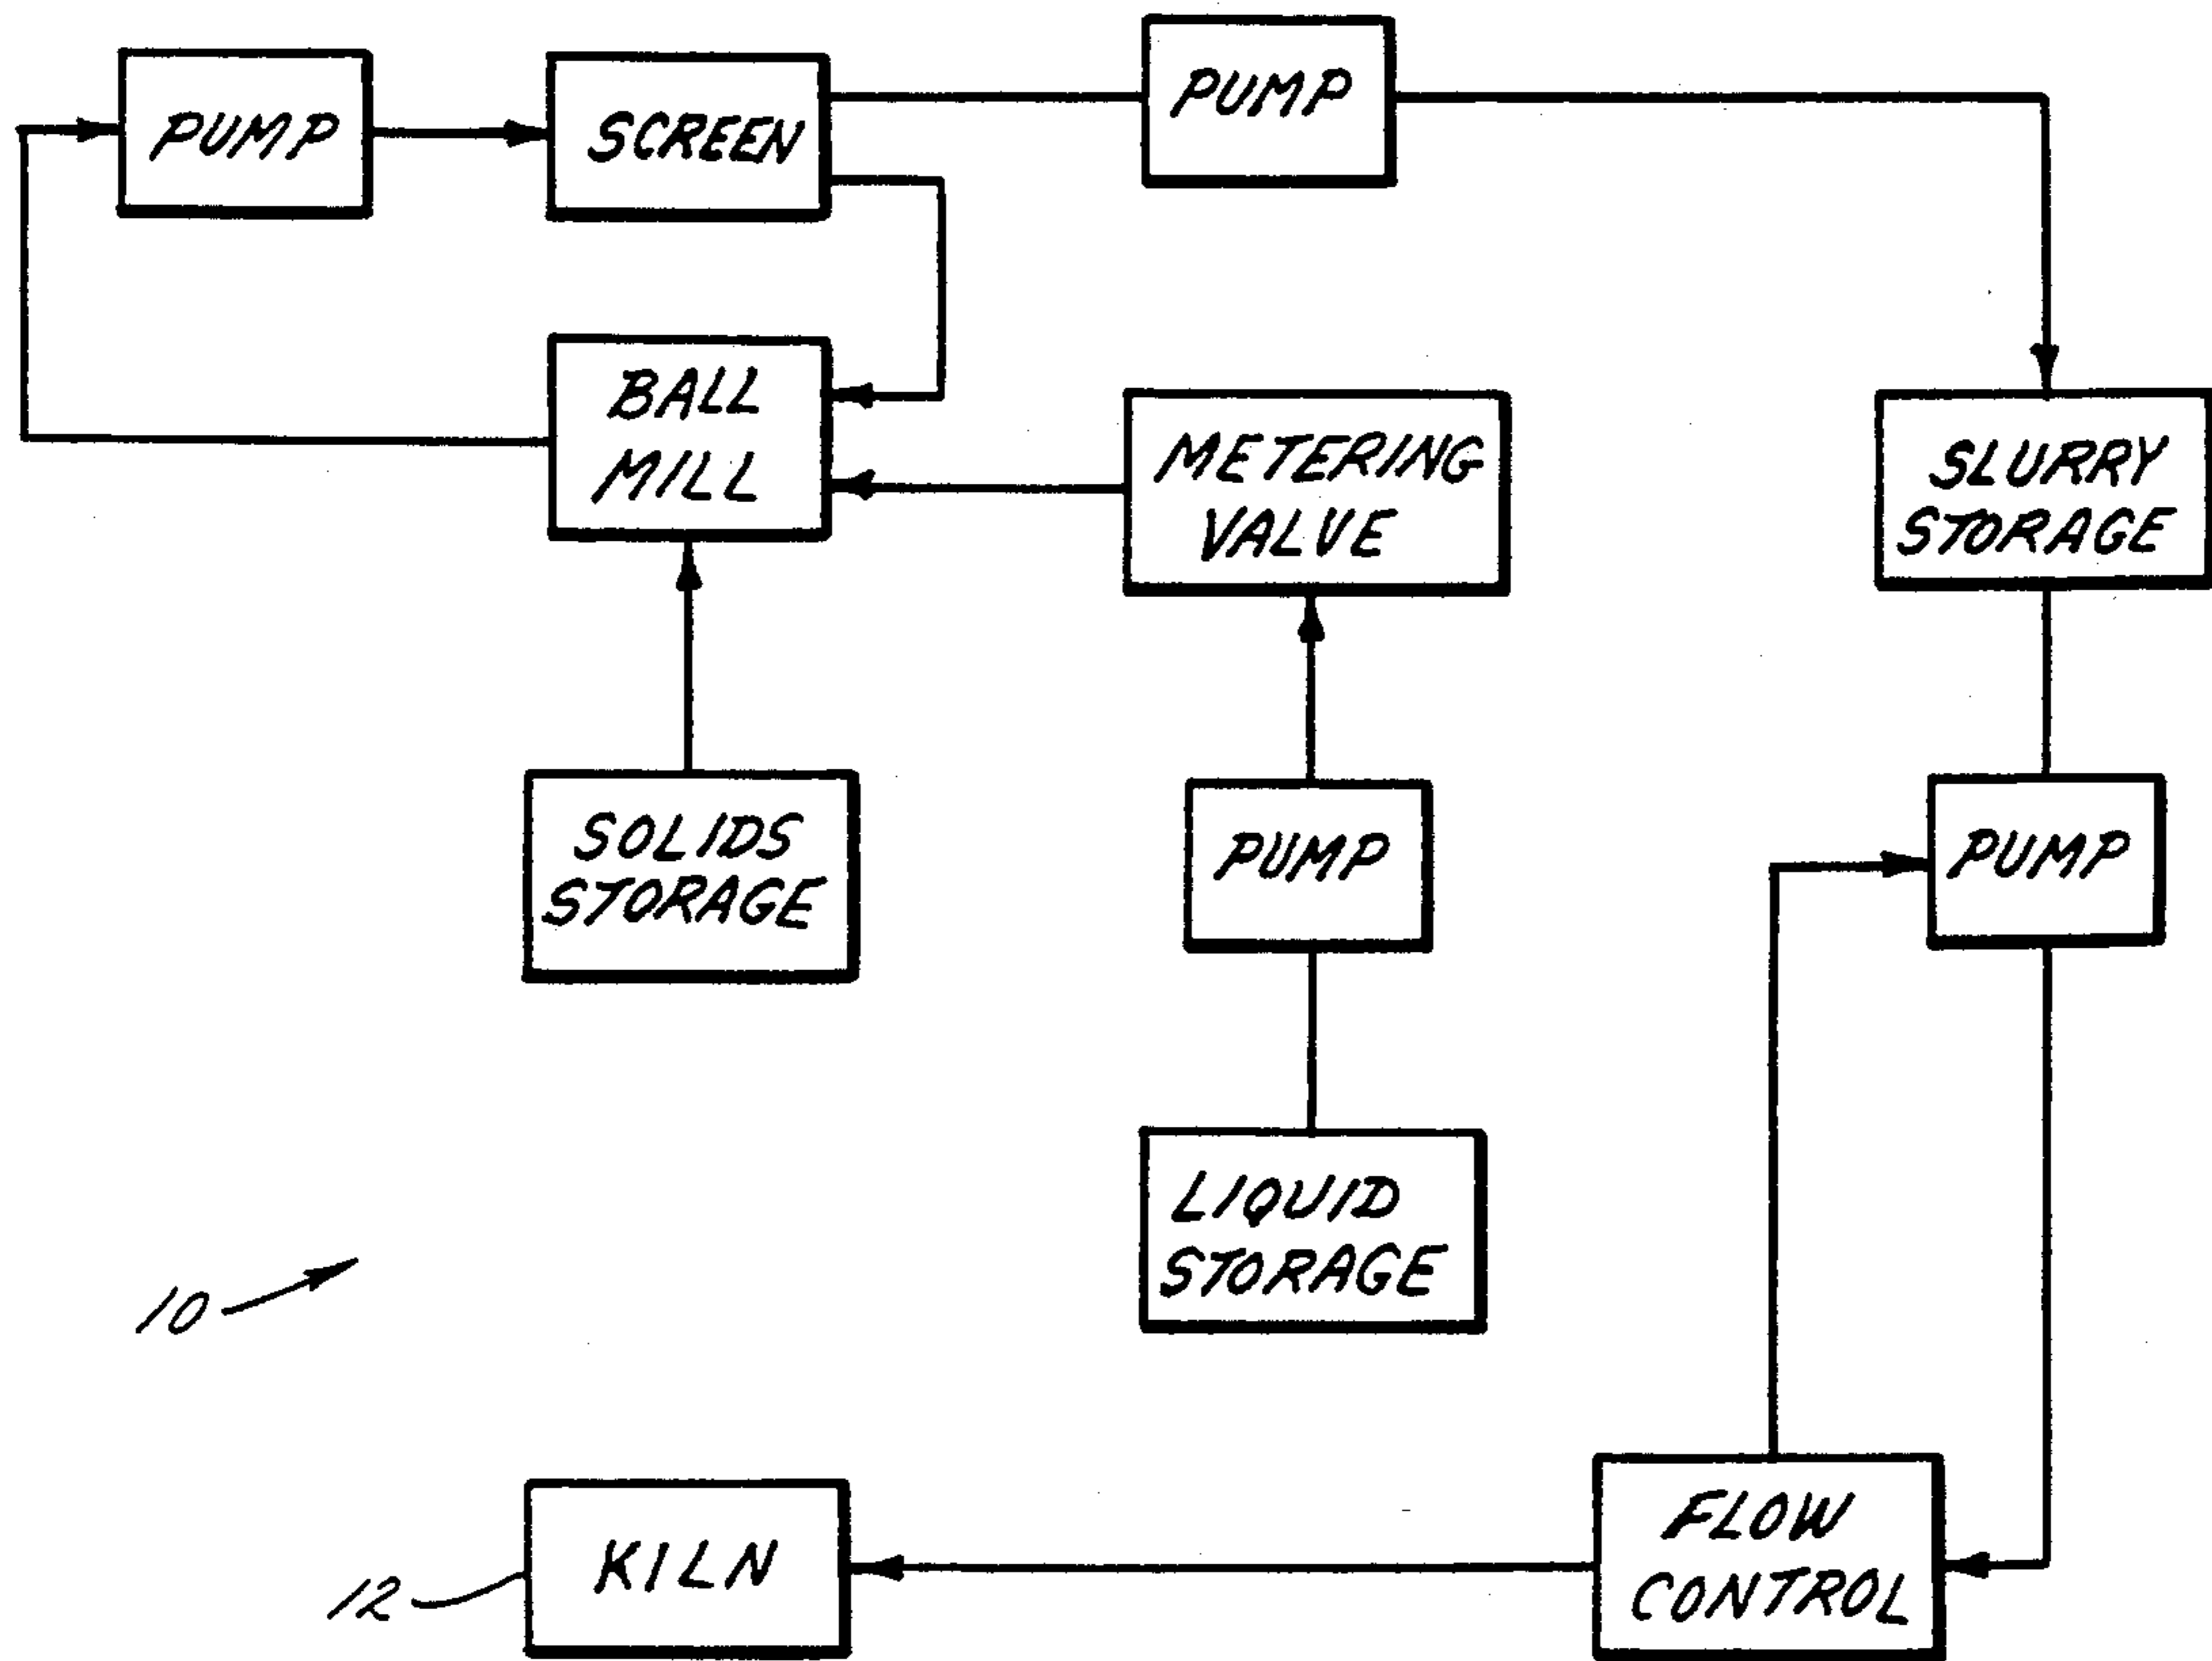 PUMP
SCREEN
PUMP
BALL
MILL
METERING
VALVE
SLURRY
STORAGE
SOLIDS
STORAGE
PUMP
PUMP
LIQUID
STORAGE
10
KILN
12
FLOW
CONTROL